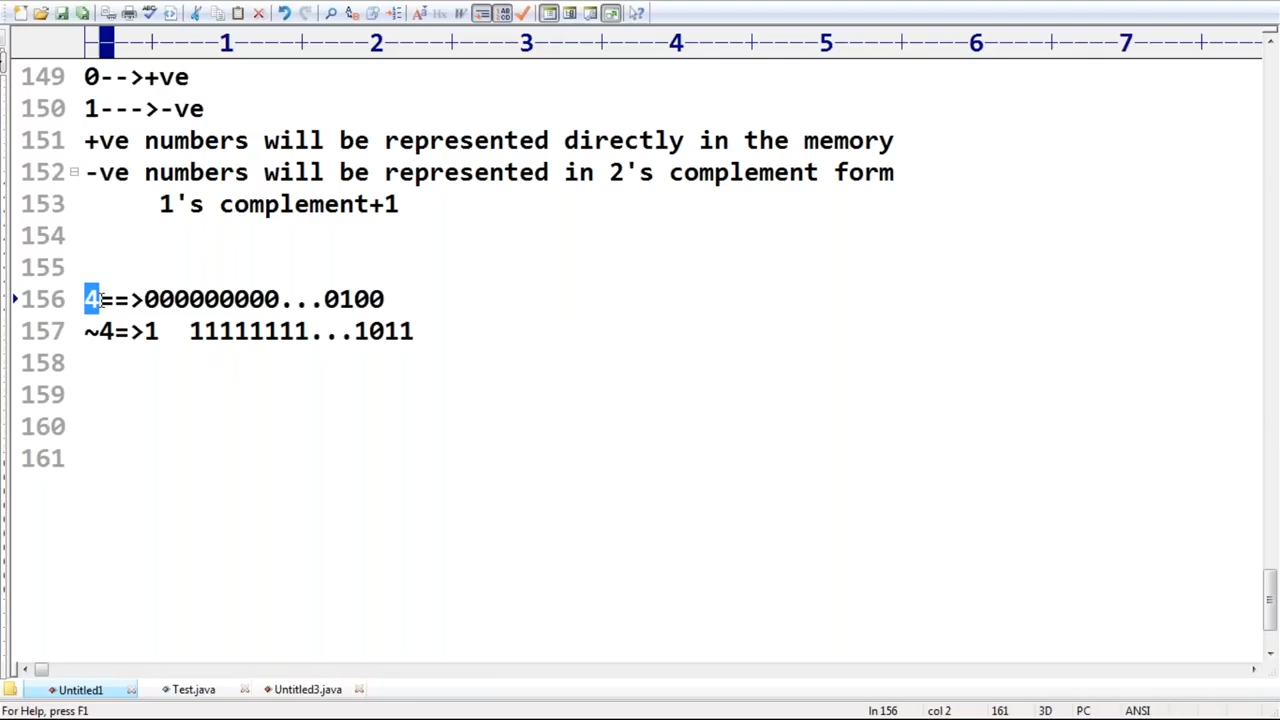 1 2 3 4 5 6 7
149 0-->+ve
150 1--->-ve
151 +ve numbers will be represented directly in the memory
152 -ve numbers will be represented in 2's complement form
153 1's complement+1
154
155
156 4==>000000000...0100
157 ~4=>1 11111111...1011
158
159
160
161
Untitled1 Test.java Untitled3.java
For Help, press F1 ln 156 col 2 161 3D PC ANSI